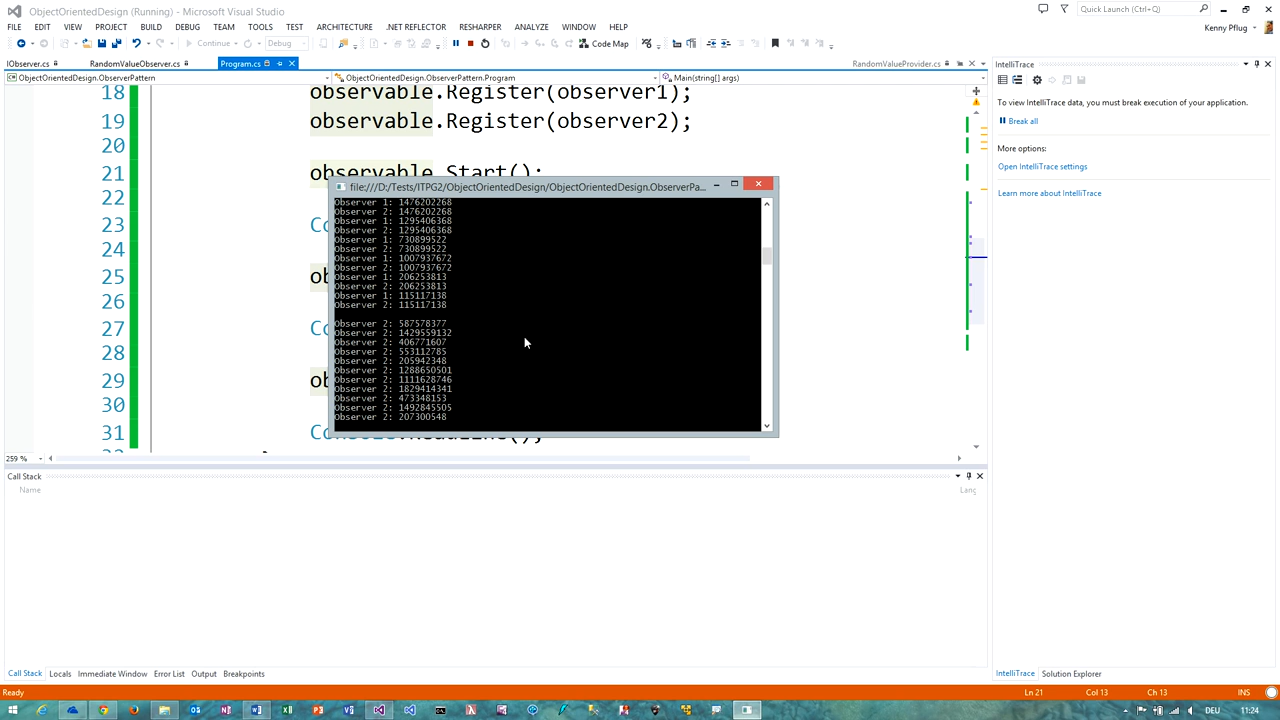 ObjectOrientedDesign (Running) - Microsoft Visual Studio
Quick Launch (Ctrl+Q)
FILE EDIT VIEW PROJECT BUILD DEBUG TEAM TOOLS TEST ARCHITECTURE .NET REFLECTOR RESHARPER ANALYZE WINDOW HELP
Kenny Pflug
Continue Debug Code Map
IObserver.cs RandomValueObserver.cs Program.cs RandomValueProvider.cs
IntelliTrace
ObjectOrientedDesign.ObserverPattern ObjectOrientedDesign.ObserverPattern.Program Main(string[] args)
To view IntelliTrace data, you must break execution of your application.
Break all
More options:
Open IntelliTrace settings
Learn more about IntelliTrace
18 observable.Register(observer1);
19 observable.Register(observer2);
20
21 observable.Start();
22
23 Co
24
25 ob
26
27 Co
28
29 ob
30
31 Console.ReadLine();
file:///D:/Tests/ITPG2/ObjectOrientedDesign/ObjectOrientedDesign.ObserverPa...
Observer 1: 1476202268
Observer 2: 1476202268
Observer 1: 1295406368
Observer 2: 1295406368
Observer 1: 730899522
Observer 2: 730899522
Observer 1: 1007937672
Observer 2: 1007937672
Observer 1: 206253813
Observer 2: 206253813
Observer 1: 115117138
Observer 2: 115117138
Observer 2: 587578377
Observer 2: 1429559132
Observer 2: 406771607
Observer 2: 553112785
Observer 2: 205942348
Observer 2: 1288650501
Observer 2: 1111628746
Observer 2: 1829414341
Observer 2: 473348153
Observer 2: 1492845505
Observer 2: 207300548
259 %
Call Stack
Name Lang
Call Stack Locals Immediate Window Error List Output Breakpoints
IntelliTrace Solution Explorer
Ready Ln 21 Col 13 Ch 13 INS
DEU 11:24